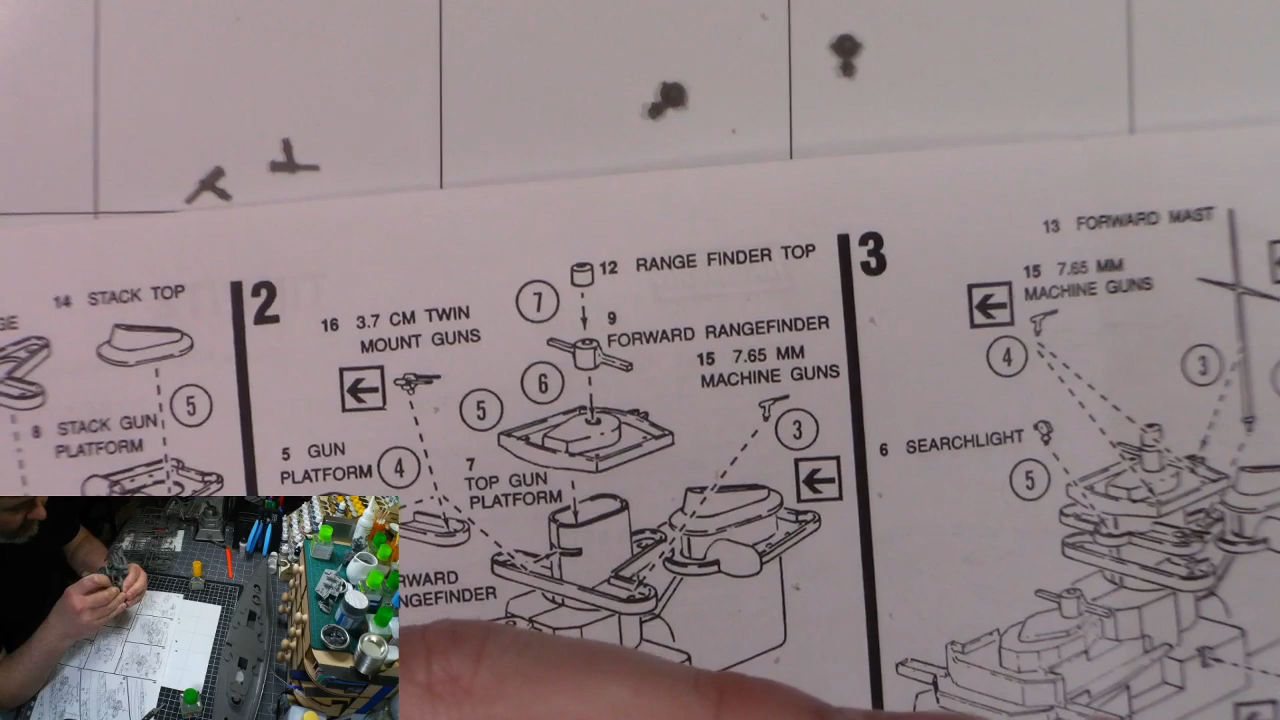 14 STACK TOP
5
8 STACK GUN
PLATFORM
2
16 3.7 CM TWIN
MOUNT GUNS
7
12 RANGE FINDER TOP
9
FORWARD RANGEFINDER
6
15 7.65 MM
MACHINE GUNS
5
3
5 GUN
PLATFORM
4
7
TOP GUN
PLATFORM
3
13 FORWARD MAST
15 7.65 MM
MACHINE GUNS
4
3
6 SEARCHLIGHT
5